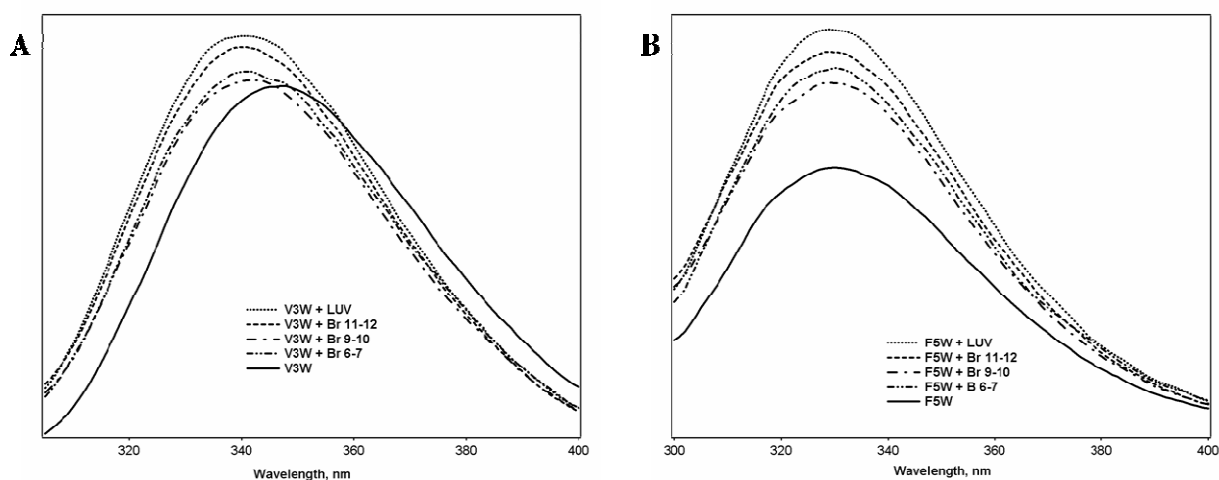 A
V3W + LUV
V3W + Br 11-12
V3W + Br 9-10
V3W + Br 6-7
V3W
320 340 360 380 400
Wavelength, nm
B
F5W + LUV
F5W + Br 11-12
F5W + Br 9-10
F5W + B 6-7
F5W
300 320 340 360 380 400
Wavelength, nm